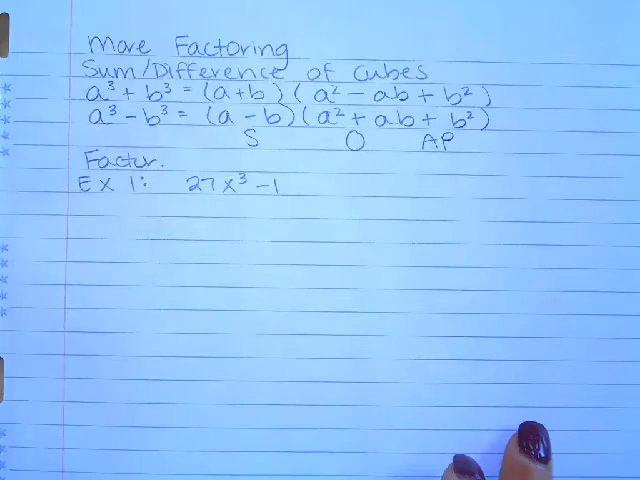 More Factoring
Sum/Difference of Cubes
a³ + b³ = (a + b) (a² - ab + b²)
a³ - b³ = (a - b) (a² + ab + b²)
S O AP
Factor.
Ex 1: 27x³ - 1